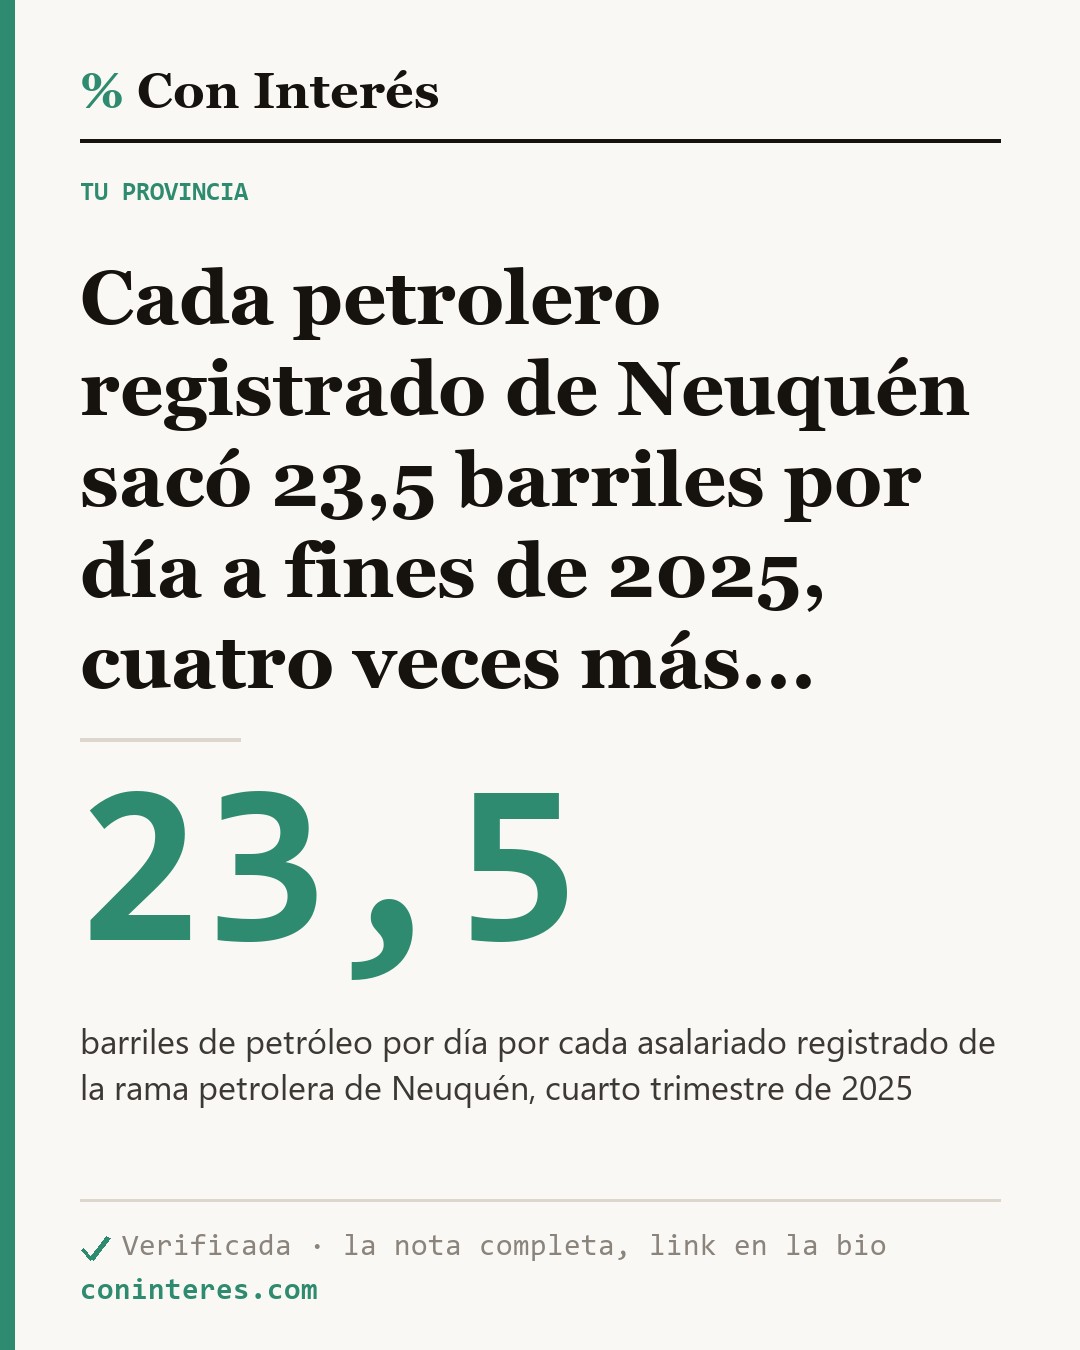 % Con Interés
TU PROVINCIA
Cada petrolero
registrado de Neuquén
sacó 23,5 barriles por
día a fines de 2025,
cuatro veces más...
23,5
barriles de petróleo por día por cada asalariado registrado de
la rama petrolera de Neuquén, cuarto trimestre de 2025
✓ Verificada · la nota completa, link en la bio
coninteres.com